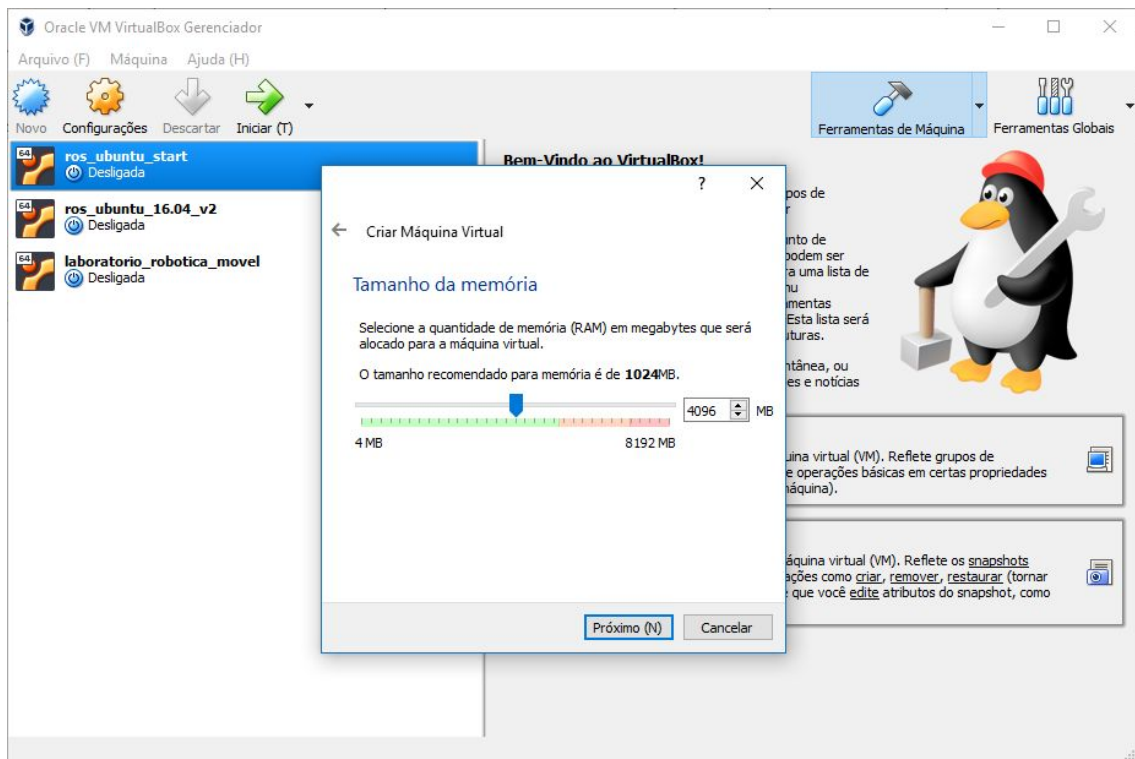 Oracle VM VirtualBox Gerenciador
Arquivo (F) Máquina Ajuda (H)
Novo Configurações Descartar Iniciar (T)
Ferramentas de Máquina Ferramentas Globais
64 ros_ubuntu_start
Desligada
64 ros_ubuntu_16.04_v2
Desligada
64 laboratorio_robotica_movel
Desligada
Bem-Vindo ao VirtualBox!
? 
Criar Máquina Virtual
Tamanho da memória
Selecione a quantidade de memória (RAM) em megabytes que será
alocado para a máquina virtual.
O tamanho recomendado para memória é de 1024MB.
4096 MB
4 MB 8192 MB
Próximo (N) Cancelar
pos de
r
podem ser
ra uma lista de
nu
Esta lista será
uturas.
ntânea, ou
es e notícias
uina virtual (VM). Reflete grupos de
e operações básicas em certas propriedades
máquina).
áquina virtual (VM). Reflete os snapshots
ações como criar, remover, restaurar (tornar
que você edite atributos do snapshot, como